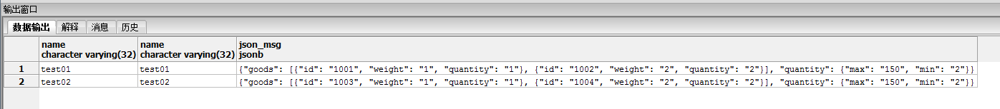 输出窗口
数据输出 解释 消息 历史
name name json_msg
character varying(32) character varying(32) jsonb
1 test01 test01 {"goods": [{"id": "1001", "weight": "1", "quantity": "1"}, {"id": "1002", "weight": "2", "quantity": "2"}], "quantity": {"max": "150", "min": "2"}}
2 test02 test02 {"goods": [{"id": "1003", "weight": "1", "quantity": "1"}, {"id": "1004", "weight": "2", "quantity": "2"}], "quantity": {"max": "150", "min": "2"}}